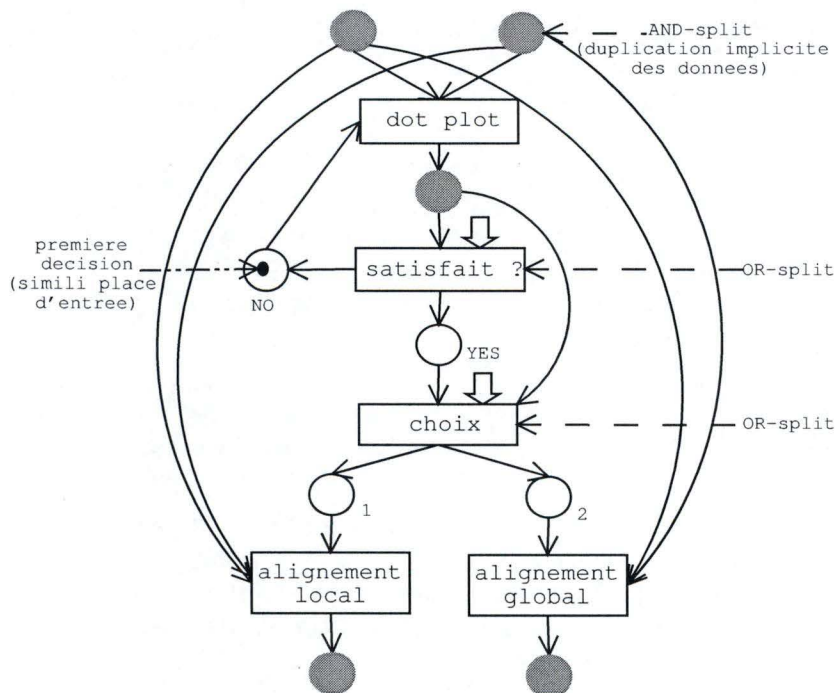 AND-split
(duplication implicite
des donnees)
dot plot
premiere
decision
(simili place
d'entree)
NO
satisfait ?
OR-split
YES
choix
OR-split
1
2
alignement
local
alignement
global